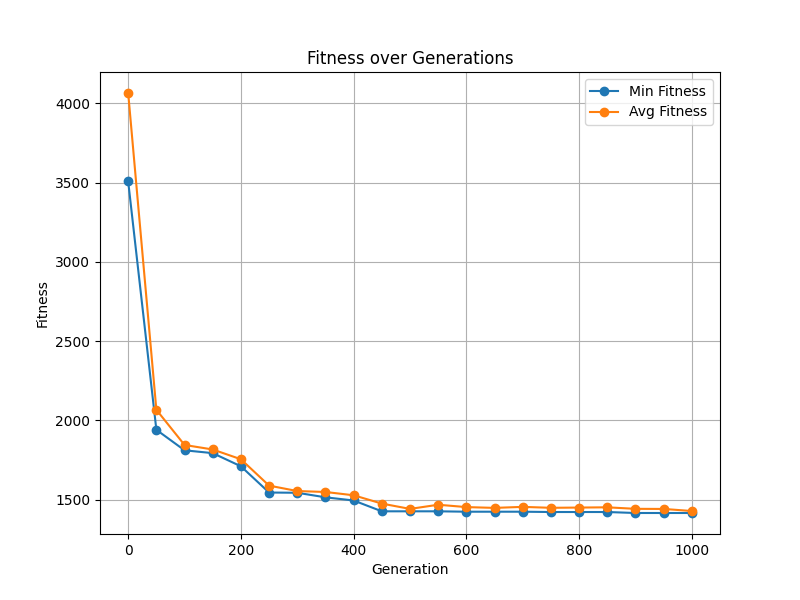 Fitness over Generations
Min Fitness
Avg Fitness
4000
3500
3000
2500
2000
1500
Fitness
0 200 400 600 800 1000
Generation